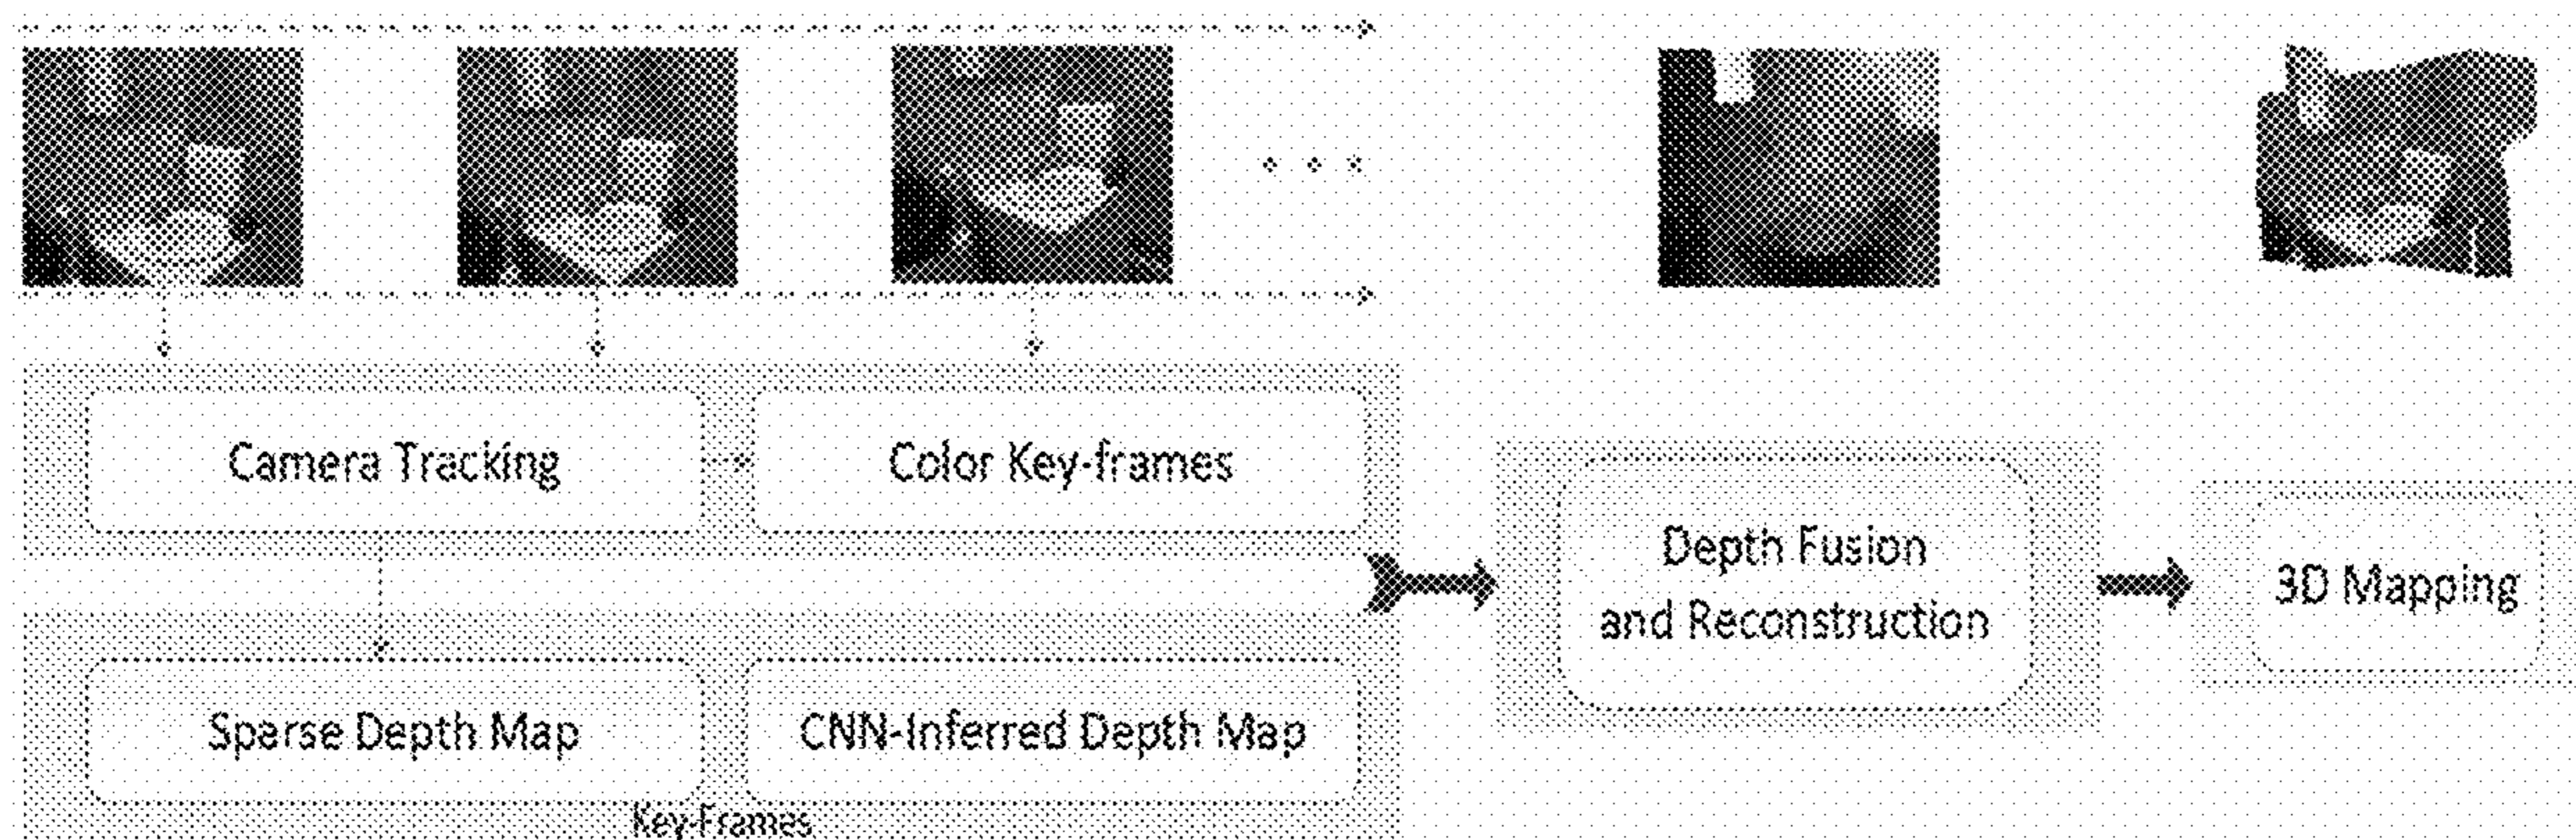 Camera Tracking
Color Key-frames
Depth Fusion
and Reconstruction
3D Mapping
Sparse Depth Map
CNN-Inferred Depth Map
Key-Frames